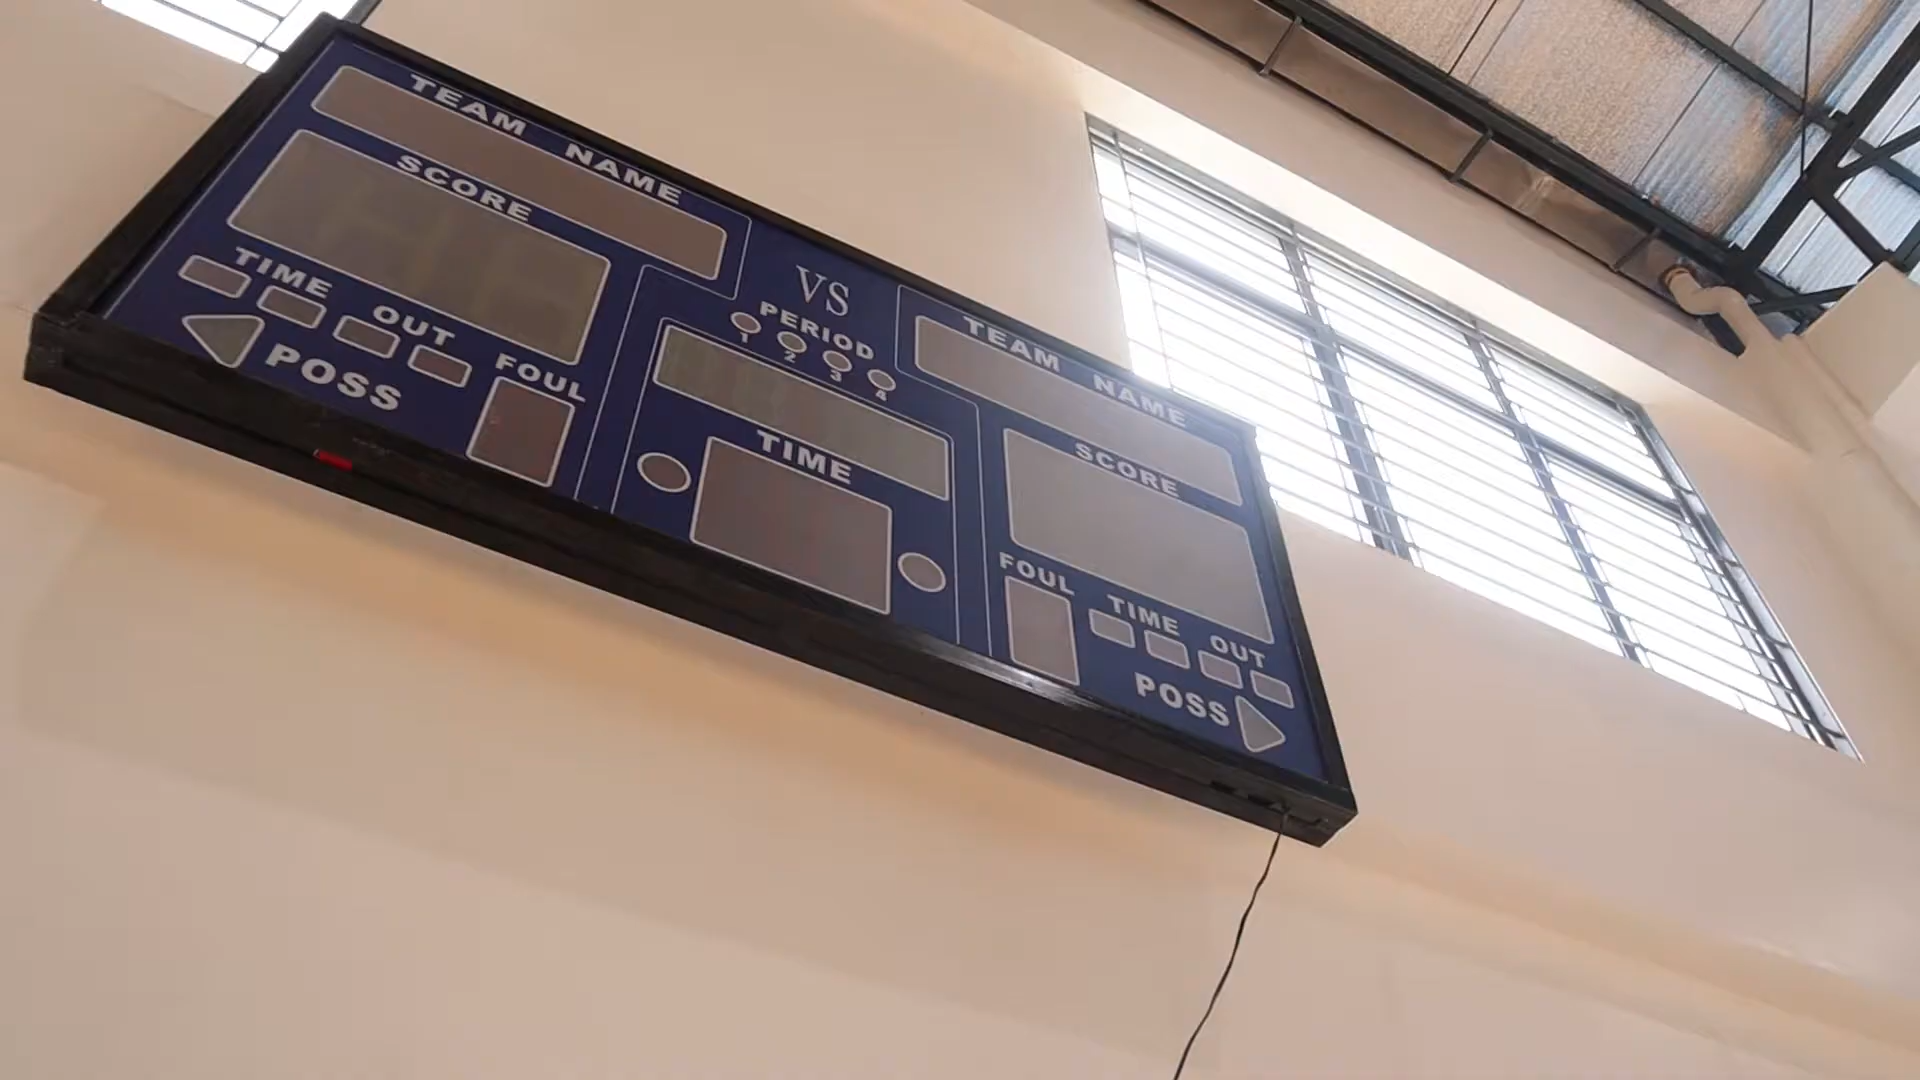 TEAM NAME
SCORE
TIME OUT
POSS
FOUL
VS
PERIOD
1 2 3 4
TIME
TEAM NAME
SCORE
FOUL
TIME OUT
POSS